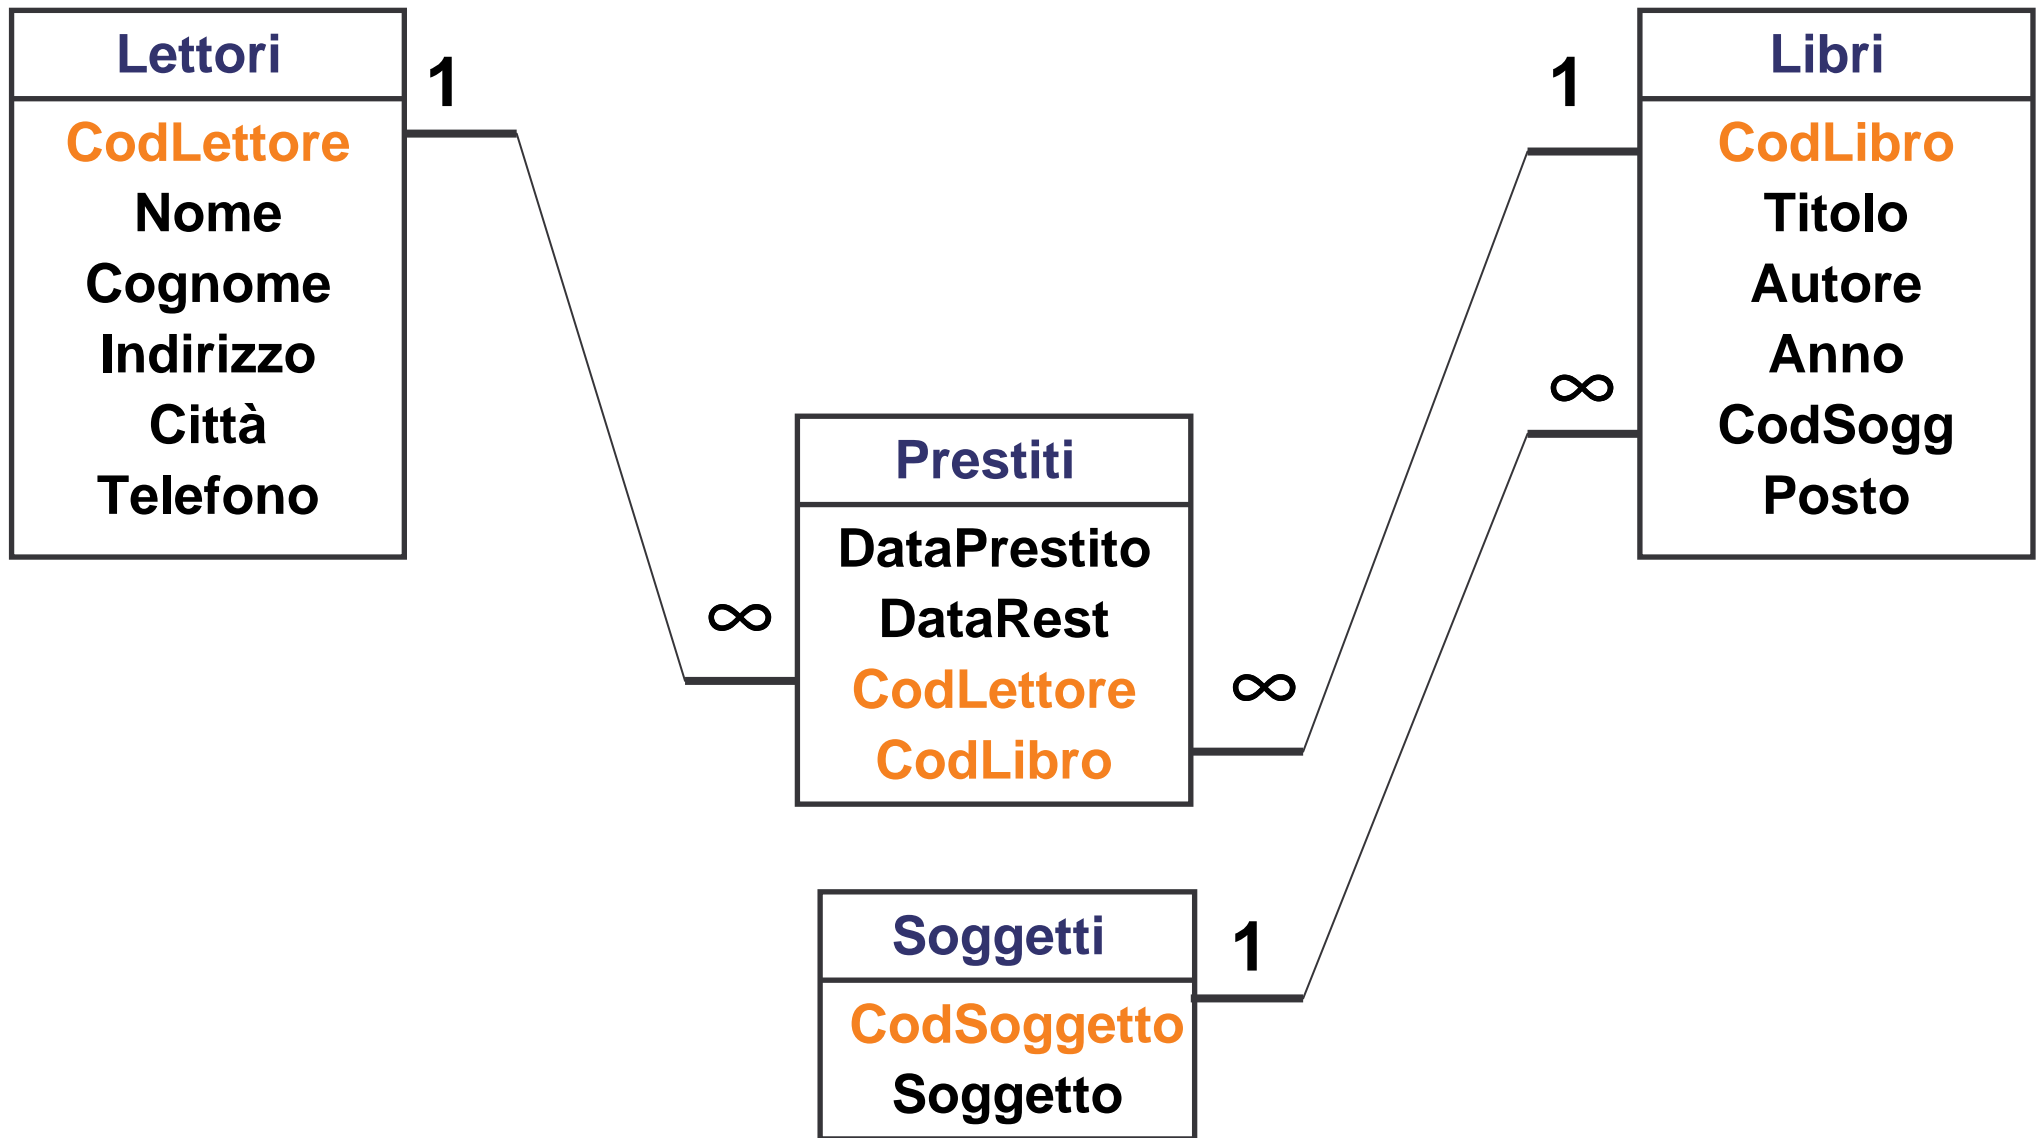 Lettori
CodLettore
Nome
Cognome
Indirizzo
Città
Telefono
1
∞
Prestiti
DataPrestito
DataRest
CodLettore
CodLibro
∞
1
Libri
CodLibro
Titolo
Autore
Anno
CodSogg
Posto
∞
1
Soggetti
CodSoggetto
Soggetto